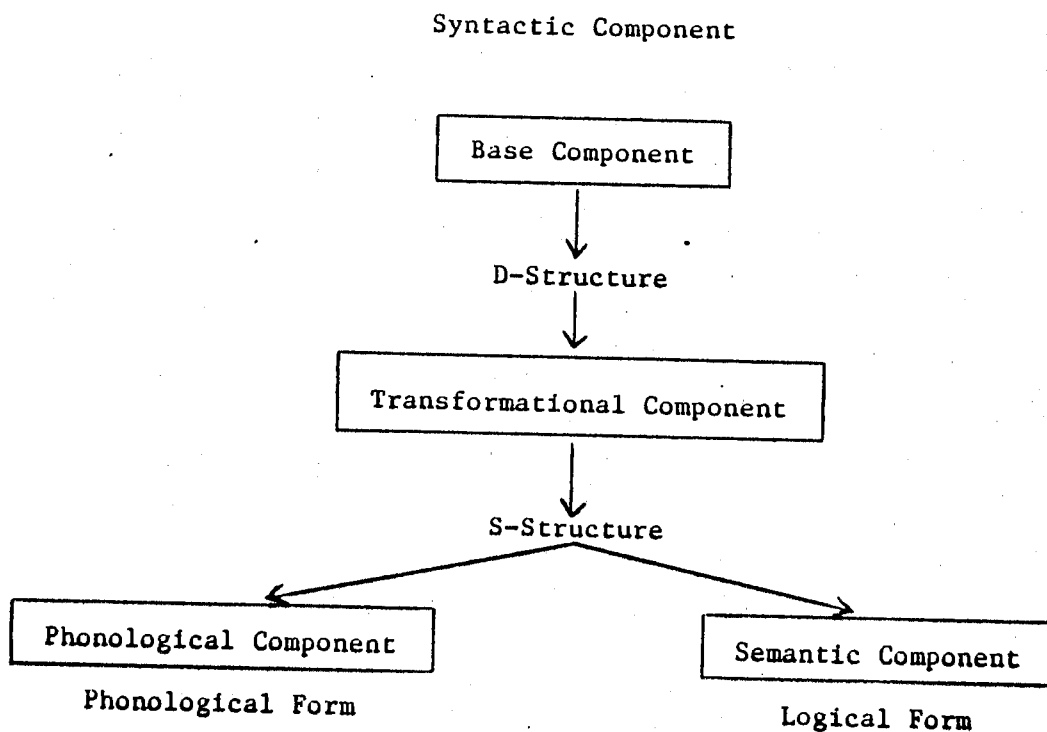 Syntactic Component
Base Component
D-Structure
Transformational Component
S-Structure
Phonological Component
Semantic Component
Phonological Form
Logical Form